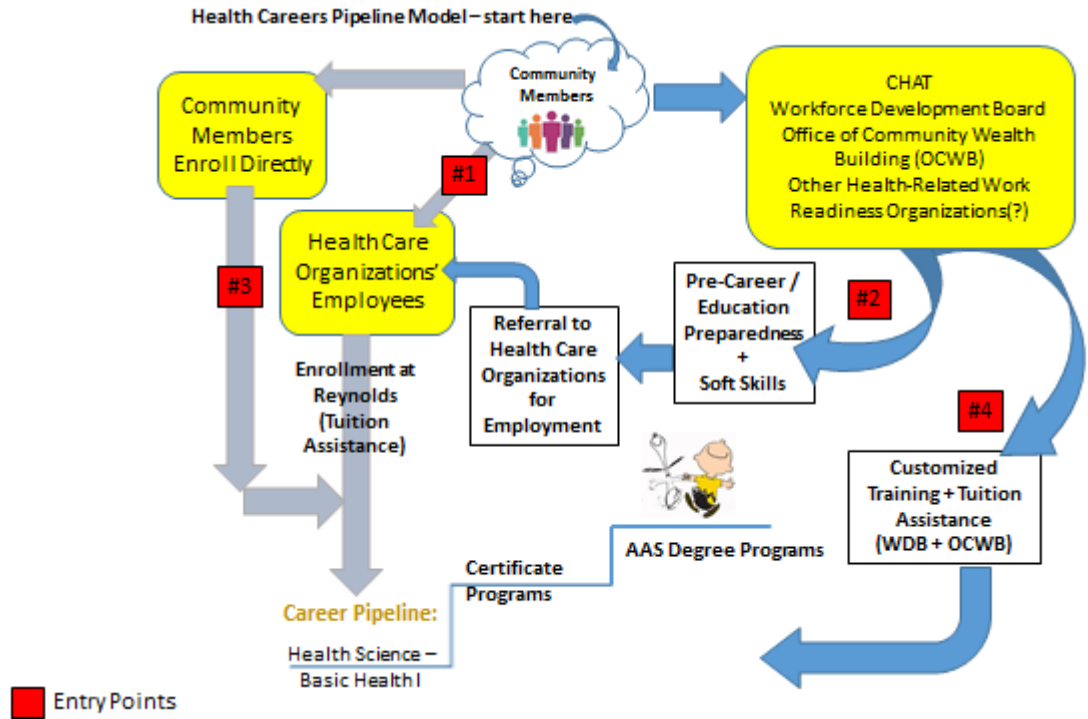 Health Careers Pipeline Model – start here
Community
Members
Community
Members
Enroll Directly
CHAT
Workforce Development Board
Office of Community Wealth
Building (OCWB)
Other Health-Related Work
Readiness Organizations(?)
#1
Health Care
Organizations'
Employees
#3
#2
Pre-Career /
Education
Preparedness
+
Soft Skills
Referral to
Health Care
Organizations
for
Employment
Enrollment at
Reynolds
(Tuition
Assistance)
#4
Customized
Training + Tuition
Assistance
(WDB + OCWB)
AAS Degree Programs
Certificate
Programs
Career Pipeline:
Health Science –
Basic Health I
Entry Points